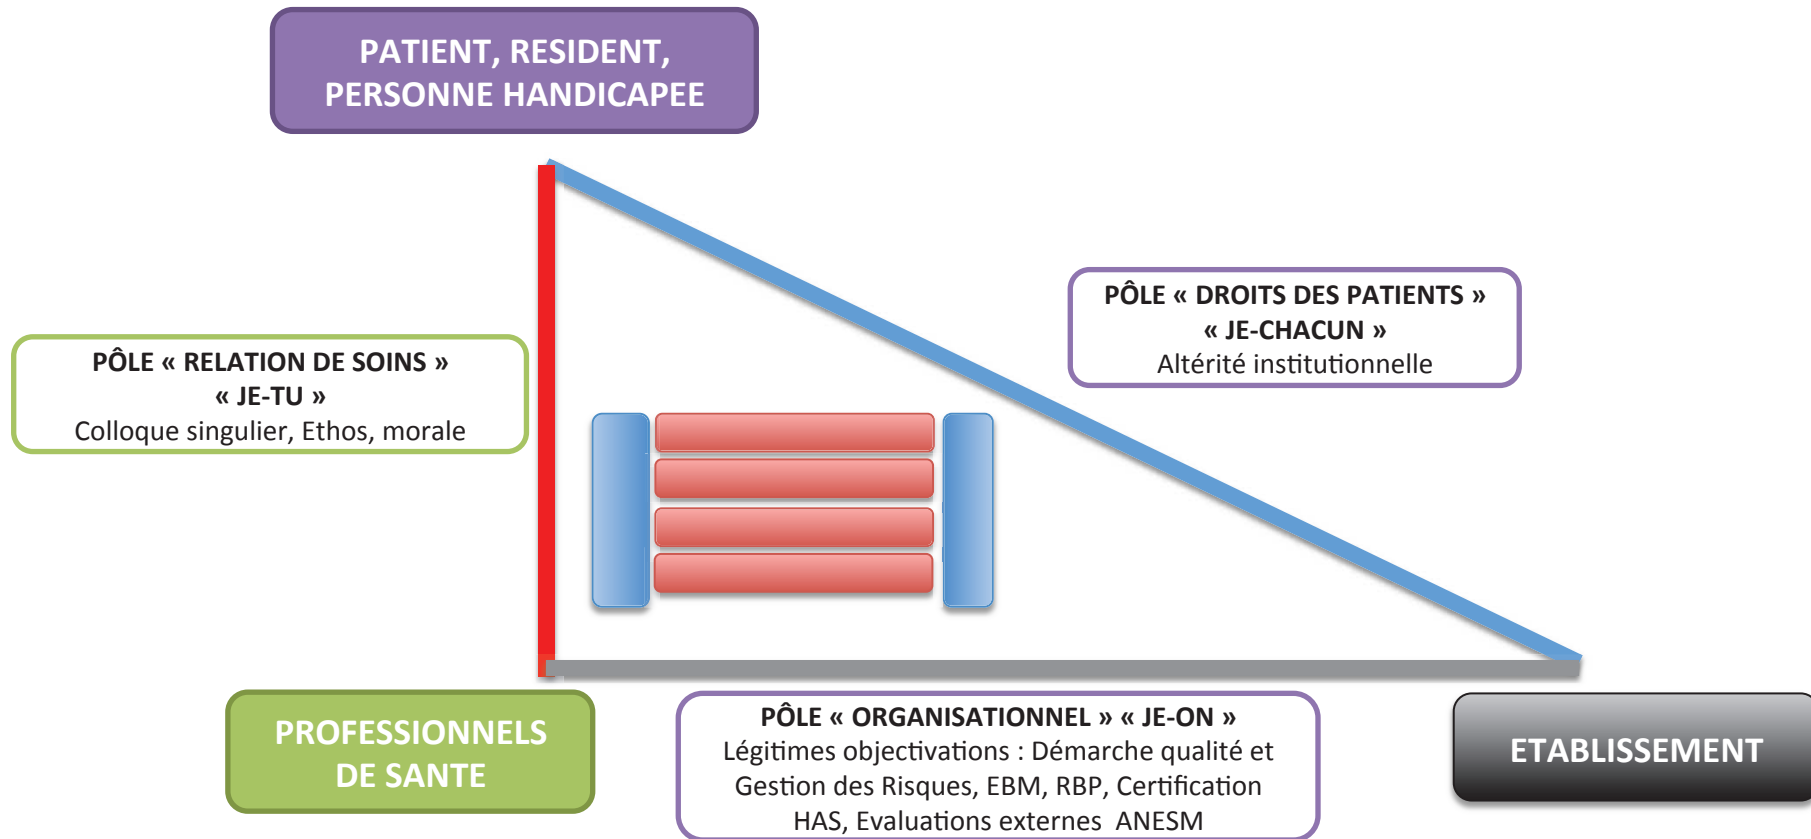 PATIENT, RESIDENT,
PERSONNE HANDICAPEE
PÔLE « DROITS DES PATIENTS »
« JE-CHACUN »
Altérité institutionnelle
PÔLE « RELATION DE SOINS »
« JE-TU »
Colloque singulier, Ethos, morale
PROFESSIONNELS
DE SANTE
PÔLE « ORGANISATIONNEL » « JE-ON »
Légitimes objectivations : Démarche qualité et
Gestion des Risques, EBM, RBP, Certification
HAS, Evaluations externes ANESM
ETABLISSEMENT